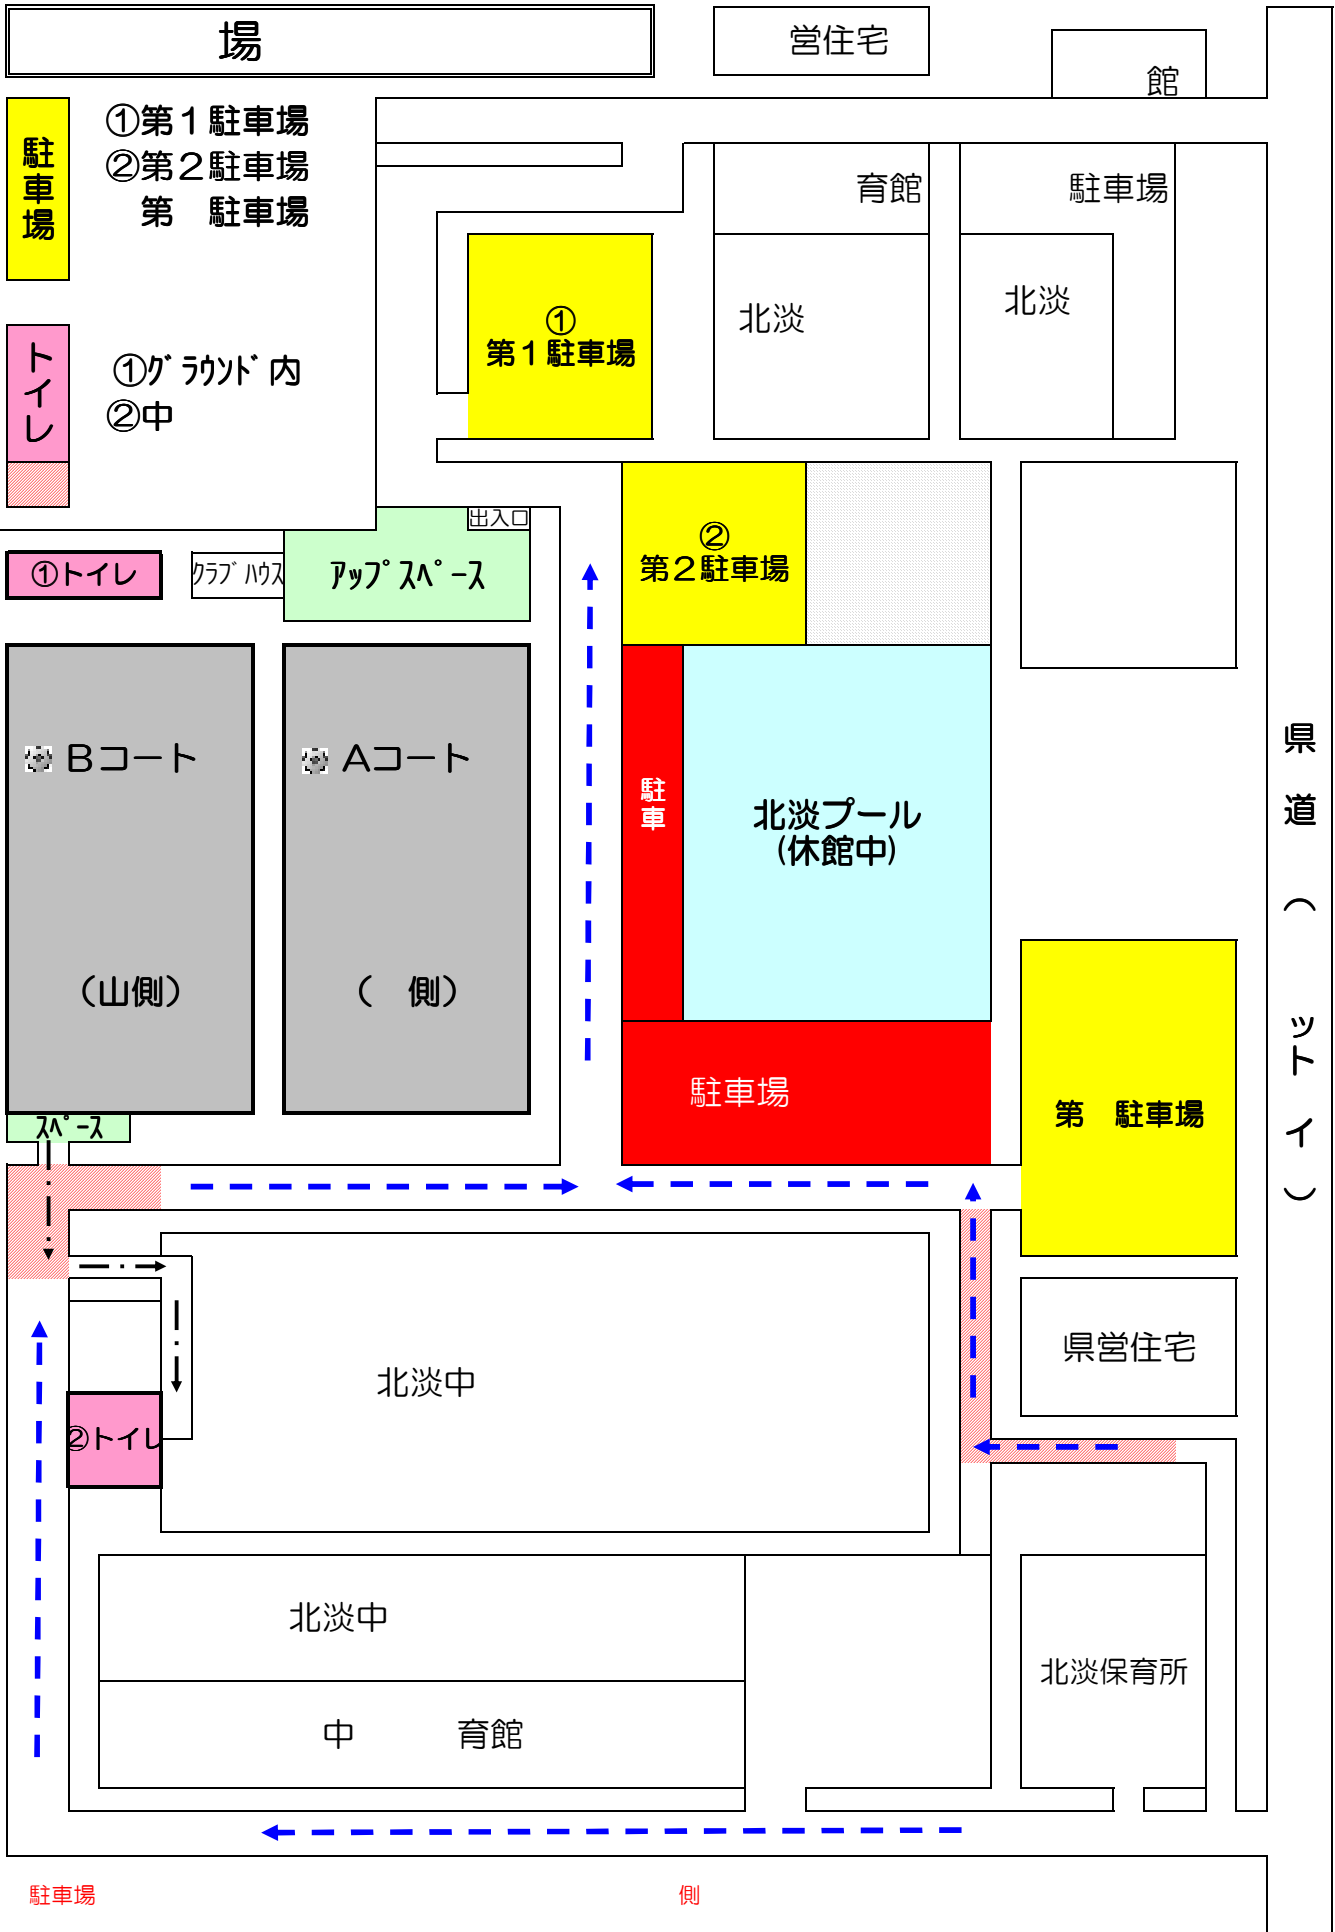 場
営住宅
館
駐車場
①第１駐車場
②第２駐車場
第　駐車場
育館
駐車場
①
第１駐車場
北淡
北淡
トイレ
①ｸﾞﾗｳﾝﾄﾞ内
②中
出入口
②
第２駐車場
①トイレ
ｸﾗﾌﾞﾊｳｽ
ｱｯﾌﾟｽﾍﾟｰｽ
Ｂコート
Ａコート
駐車
北淡プール
(休館中)
県道（　ット　イ）
（山側）
（　側）
駐車場
第　駐車場
ｽﾍﾟｰｽ
県営住宅
北淡中
②トイレ
北淡中
北淡保育所
中　　　育館
駐車場
側